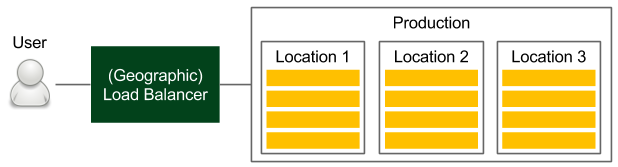 User
(Geographic)
Load Balancer
Production
Location 1
Location 2
Location 3